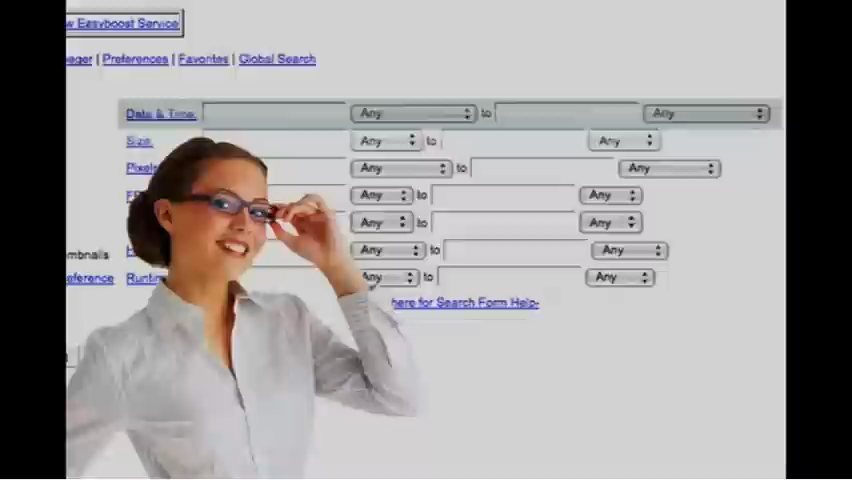 w Easyboost Service
ager | Preferences | Favorites | Global Search
Date & Time: Any to Any
Size: Any to Any
Pixels Any to Any
Any to Any
Any to Any
mbnails Any to Any
eference Runtim Any to Any
here for Search Form Help-